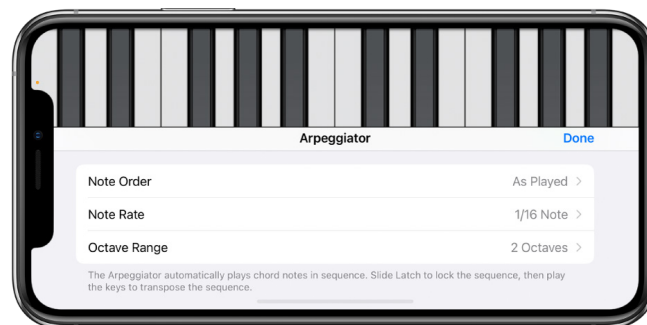 Arpeggiator Done
Note Order As Played
Note Rate 1/16 Note
Octave Range 2 Octaves
The Arpeggiator automatically plays chord notes in sequence. Slide Latch to lock the sequence, then play
the keys to transpose the sequence.